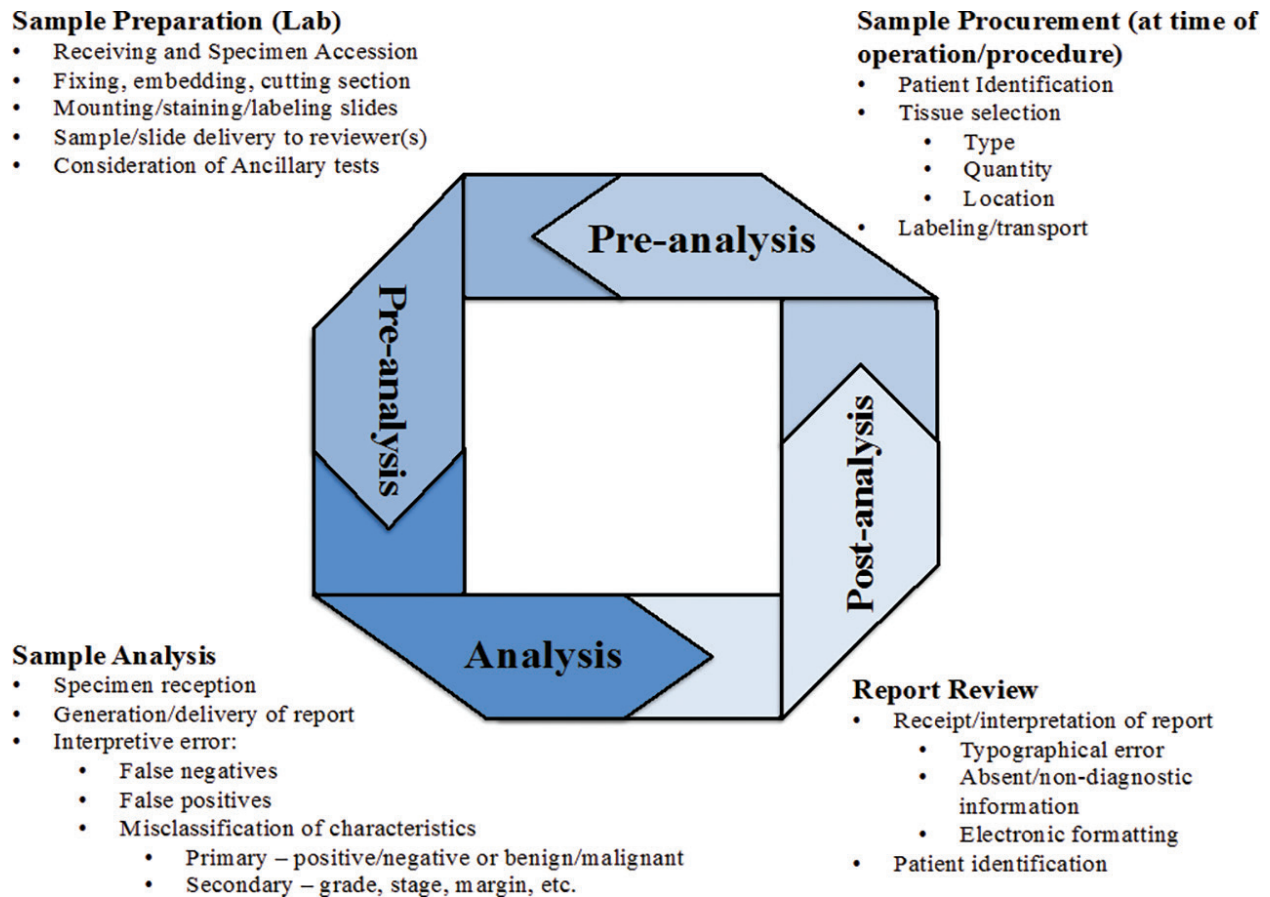 Sample Preparation (Lab)
• Receiving and Specimen Accession
• Fixing, embedding, cutting section
• Mounting/staining/labeling slides
• Sample/slide delivery to reviewer(s)
• Consideration of Ancillary tests
Sample Procurement (at time of
operation/procedure)
• Patient Identification
• Tissue selection
• Type
• Quantity
• Location
• Labeling/transport
Pre-analysis
Pre-analysis
Post-analysis
Analysis
Sample Analysis
• Specimen reception
• Generation/delivery of report
• Interpretive error:
• False negatives
• False positives
• Misclassification of characteristics
• Primary – positive/negative or benign/malignant
• Secondary – grade, stage, margin, etc.
Report Review
• Receipt/interpretation of report
• Typographical error
• Absent/non-diagnostic
information
• Electronic formatting
• Patient identification